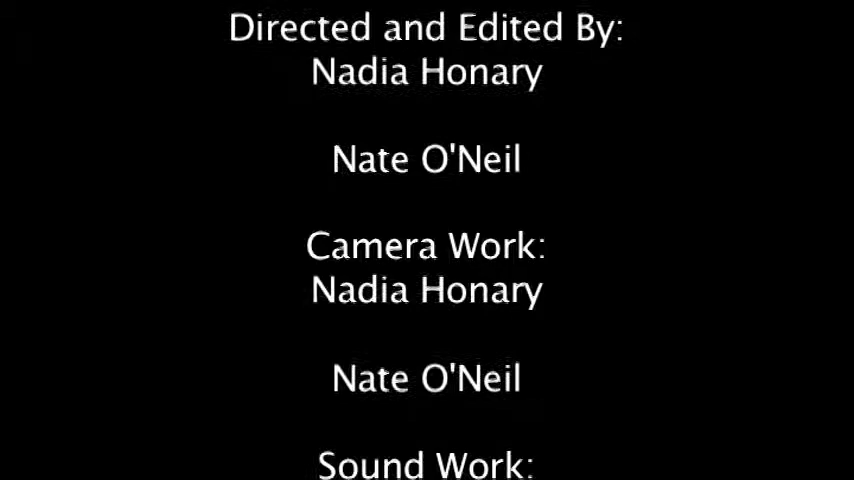 Directed and Edited By:
Nadia Honary
Nate O'Neil
Camera Work:
Nadia Honary
Nate O'Neil
Sound Work: